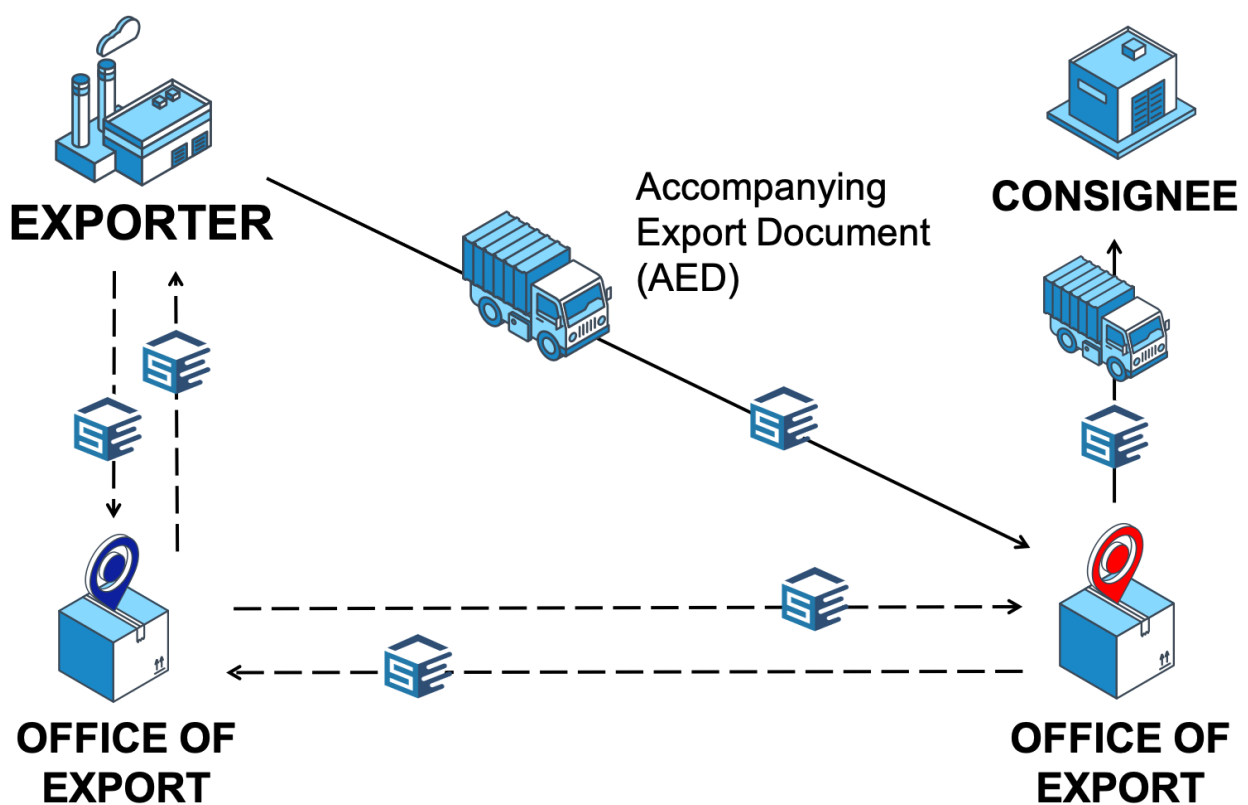 EXPORTER
Accompanying
Export Document
(AED)
CONSIGNEE
OFFICE OF
EXPORT
OFFICE OF
EXPORT